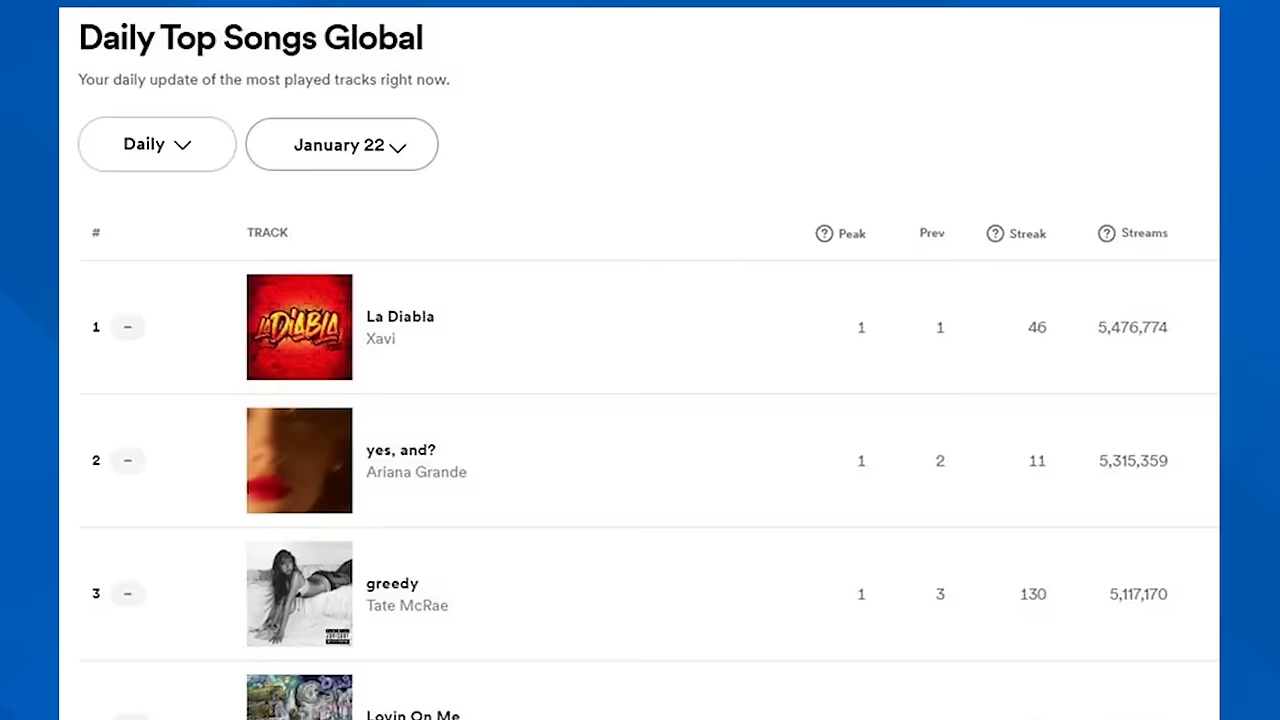 Daily Top Songs Global
Your daily update of the most played tracks right now.
Daily January 22
# TRACK ? Peak Prev ? Streak ? Streams
LA DIABLA
1 – La Diabla 1 1 46 5,476,774
Xavi
2 – yes, and? 1 2 11 5,315,359
Ariana Grande
3 – greedy 1 3 130 5,117,170
Tate McRae
Lovin On Me